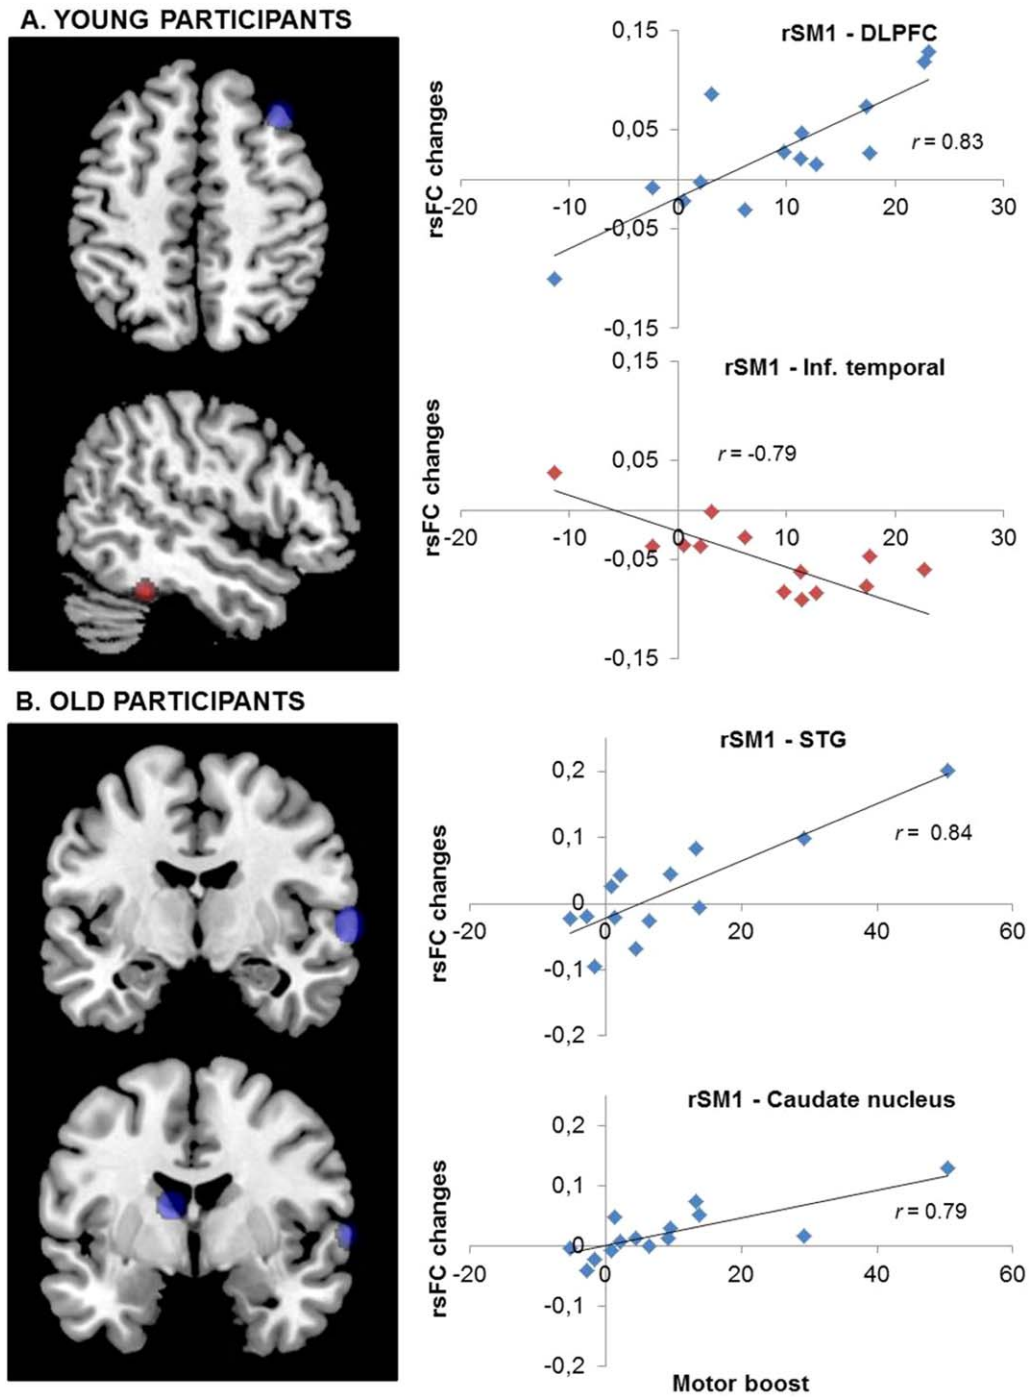 A. YOUNG PARTICIPANTS
rSM1 - DLPFC
rsFC changes
0,15
0,05
-0,05
-0,15
-20 -10 0 10 20 30
r = 0.83
rSM1 - Inf. temporal
rsFC changes
0,15
0,05
-0,05
-0,15
-20 -10 0 10 20 30
r = -0.79
B. OLD PARTICIPANTS
rSM1 - STG
rsFC changes
0,2
0,1
0
-0,1
-0,2
-20 0 20 40 60
r = 0.84
rSM1 - Caudate nucleus
rsFC changes
0,2
0,1
0
-0,1
-0,2
-20 0 20 40 60
r = 0.79
Motor boost